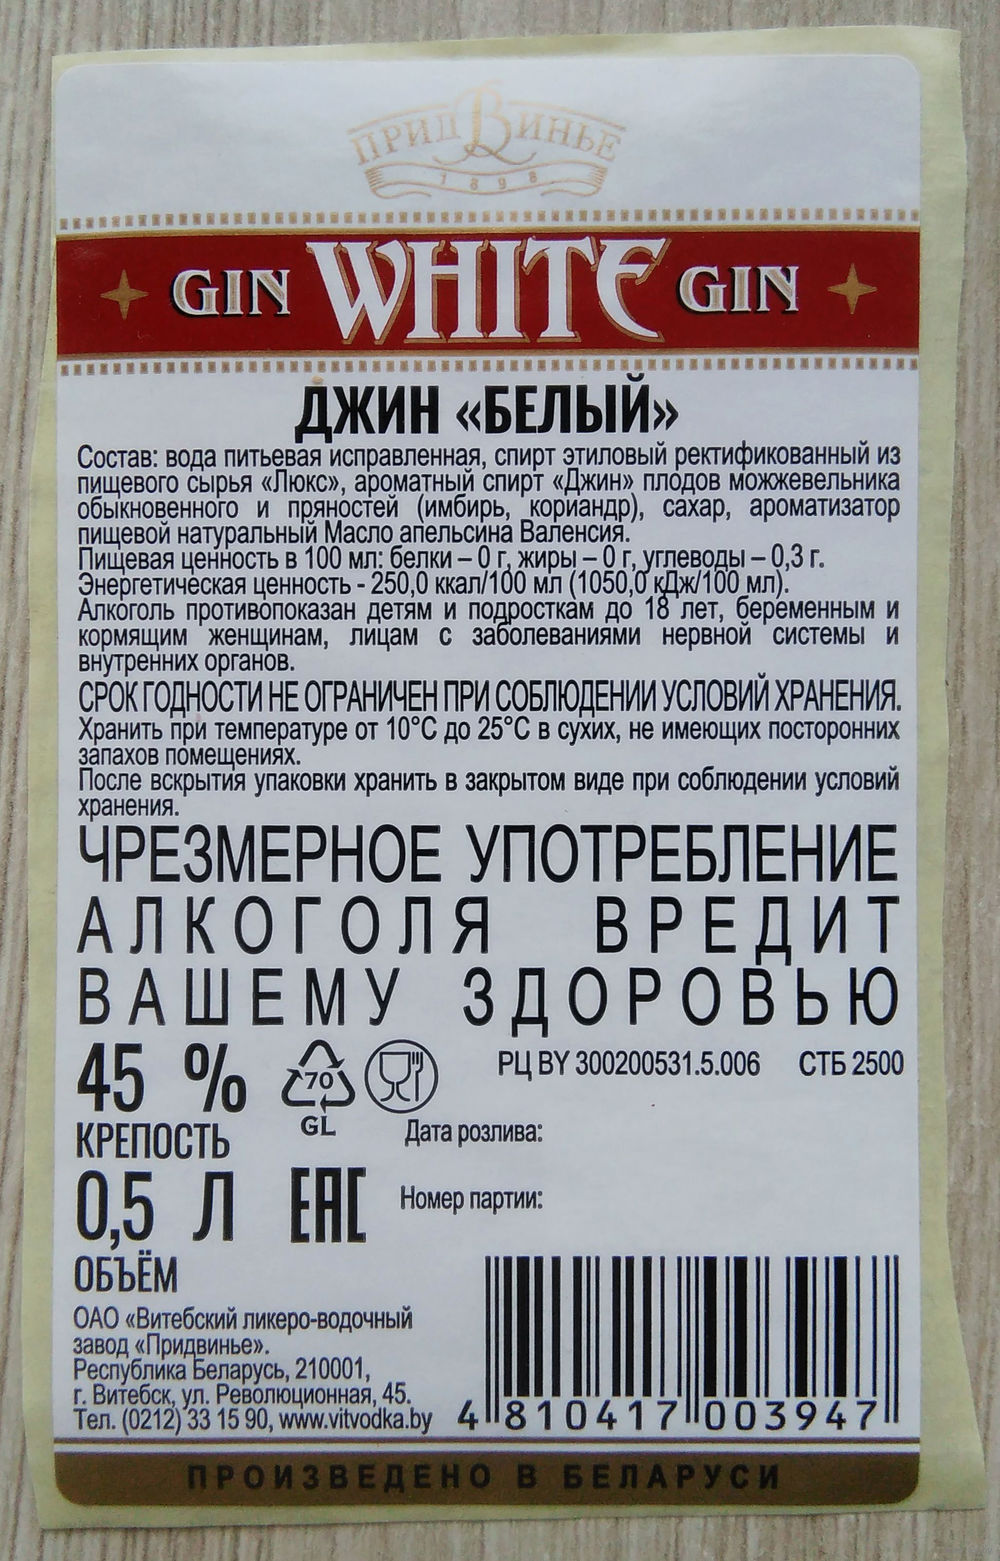 ПРИДВИНЬЕ
1898
GIN WHITE GIN
ДЖИН «БЕЛЫЙ»
Состав: вода питьевая исправленная, спирт этиловый ректификованный из
пищевого сырья «Люкс», ароматный спирт «Джин» плодов можжевельника
обыкновенного и пряностей (имбирь, кориандр), сахар, ароматизатор
пищевой натуральный Масло апельсина Валенсия.
Пищевая ценность в 100 мл: белки – 0 г, жиры – 0 г, углеводы – 0,3 г.
Энергетическая ценность - 250,0 ккал/100 мл (1050,0 кДж/100 мл).
Алкоголь противопоказан детям и подросткам до 18 лет, беременным и
кормящим женщинам, лицам с заболеваниями нервной системы и
внутренних органов.
СРОК ГОДНОСТИ НЕ ОГРАНИЧЕН ПРИ СОБЛЮДЕНИИ УСЛОВИЙ ХРАНЕНИЯ.
Хранить при температуре от 10°С до 25°С в сухих, не имеющих посторонних
запахов помещениях.
После вскрытия упаковки хранить в закрытом виде при соблюдении условий
хранения.
ЧРЕЗМЕРНОЕ УПОТРЕБЛЕНИЕ
АЛКОГОЛЯ ВРЕДИТ
ВАШЕМУ ЗДОРОВЬЮ
45 %
КРЕПОСТЬ
70
GL
РЦ BY 300200531.5.006 СТБ 2500
Дата розлива:
0,5 Л
ОБЪЁМ
EAC
Номер партии:
ОАО «Витебский ликеро-водочный
завод «Придвинье».
Республика Беларусь, 210001,
г. Витебск, ул. Революционная, 45.
Тел. (0212) 33 15 90, www.vitvodka.by
4 810417 003947
ПРОИЗВЕДЕНО В БЕЛАРУСИ